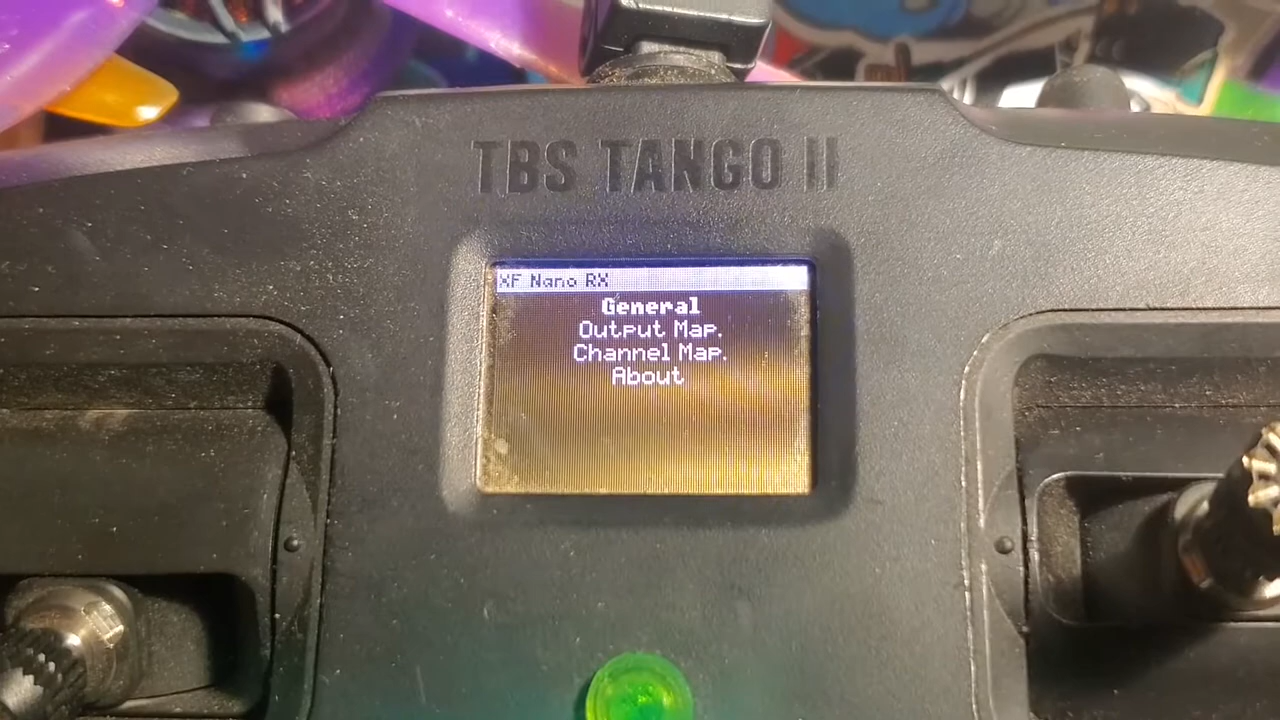 TBS TANGO II
XF Nano RX
General
Output Map.
Channel Map.
About